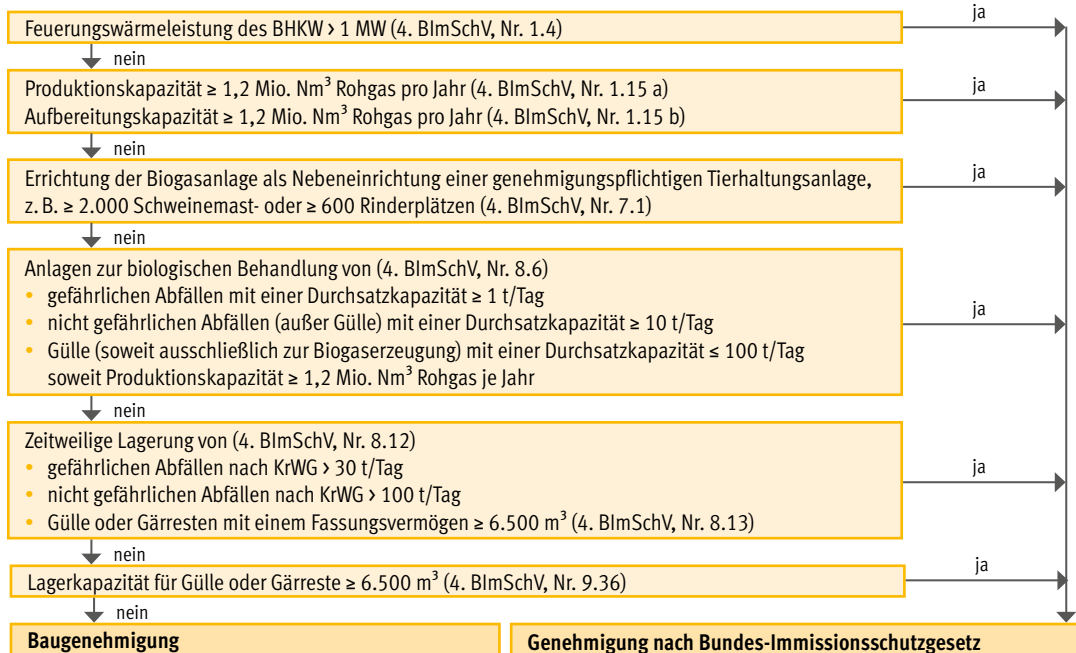 Feuerungswärmeleistung des BHKW > 1 MW (4. BImSchV, Nr. 1.4)
ja
nein
Produktionskapazität ≥ 1,2 Mio. Nm³ Rohgas pro Jahr (4. BImSchV, Nr. 1.15 a)
Aufbereitungskapazität ≥ 1,2 Mio. Nm³ Rohgas pro Jahr (4. BImSchV, Nr. 1.15 b)
ja
nein
Errichtung der Biogasanlage als Nebeneinrichtung einer genehmigungspflichtigen Tierhaltungsanlage,
z. B. ≥ 2.000 Schweinemast- oder ≥ 600 Rinderplätzen (4. BImSchV, Nr. 7.1)
ja
nein
Anlagen zur biologischen Behandlung von (4. BImSchV, Nr. 8.6)
• gefährlichen Abfällen mit einer Durchsatzkapazität ≥ 1 t/Tag
• nicht gefährlichen Abfällen (außer Gülle) mit einer Durchsatzkapazität ≥ 10 t/Tag
• Gülle (soweit ausschließlich zur Biogaserzeugung) mit einer Durchsatzkapazität ≤ 100 t/Tag
soweit Produktionskapazität ≥ 1,2 Mio. Nm³ Rohgas je Jahr
ja
nein
Zeitweilige Lagerung von (4. BImSchV, Nr. 8.12)
• gefährlichen Abfällen nach KrWG > 30 t/Tag
• nicht gefährlichen Abfällen nach KrWG > 100 t/Tag
• Gülle oder Gärresten mit einem Fassungsvermögen ≥ 6.500 m³ (4. BImSchV, Nr. 8.13)
ja
nein
Lagerkapazität für Gülle oder Gärreste ≥ 6.500 m³ (4. BImSchV, Nr. 9.36)
ja
nein
Baugenehmigung
Genehmigung nach Bundes-Immissionsschutzgesetz